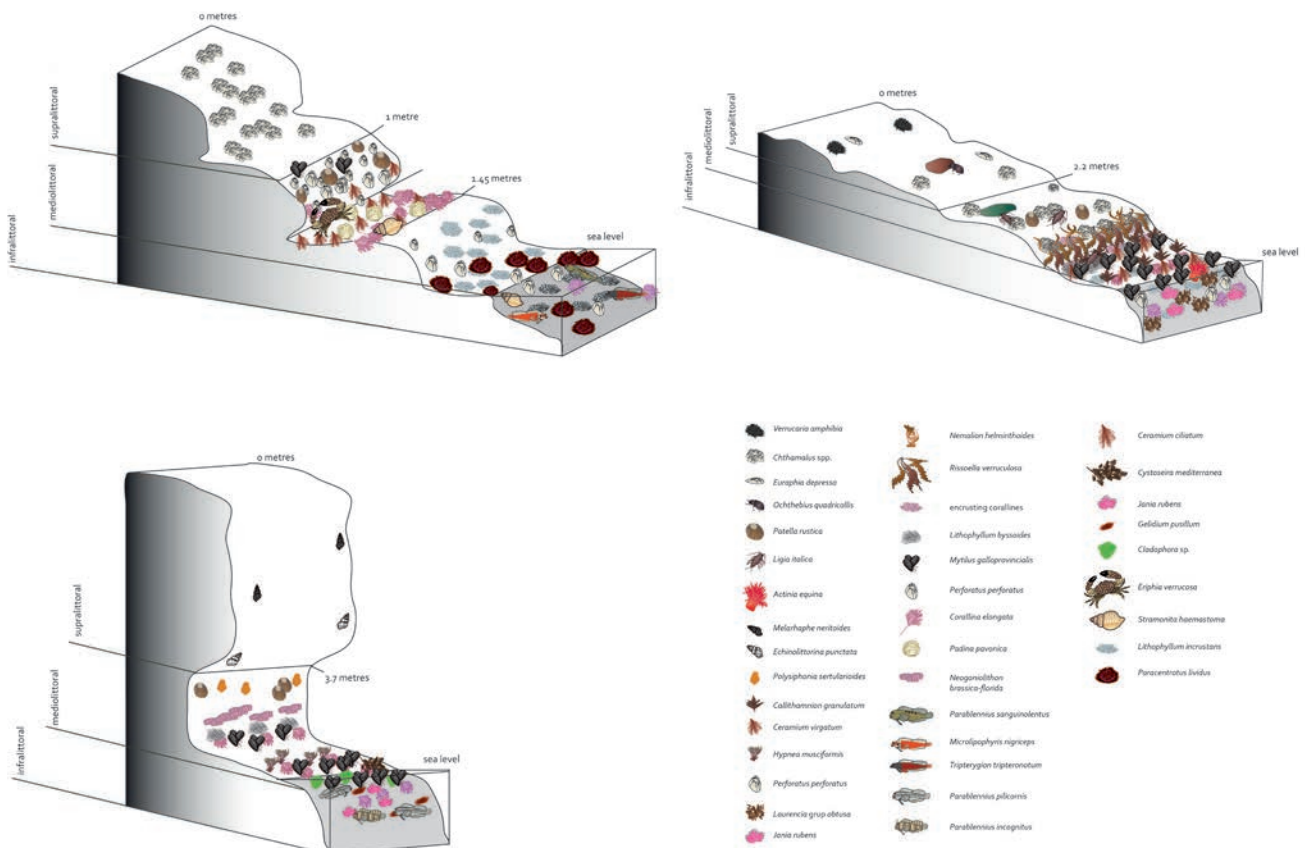 0 metres
1 metre
1.45 metres
sea level
supralittoral
mediolittoral
infralittoral
0 metres
2.2 metres
sea level
supralittoral
mediolittoral
infralittoral
0 metres
3.7 metres
sea level
supralittoral
mediolittoral
infralittoral
Verrucaria amphibia
Chthamalus spp.
Euraphia depressa
Ochthebius quadricollis
Patella rustica
Ligia italica
Actinia equina
Melarhaphe neritoides
Echinolittorina punctata
Polysiphonia sertularioides
Callithamnion granulatum
Ceramium virgatum
Hypnea musciformis
Perforatus perforatus
Laurencia grup obtusa
Jania rubens
Nemalion helminthoides
Rissoella verruculosa
encrusting corallines
Lithophyllum byssoides
Mytilus galloprovincialis
Perforatus perforatus
Corallina elongata
Padina pavonica
Neogoniolithon
brassica-florida
Parablennius sanguinolentus
Microlipophrys nigriceps
Tripterygion tripteronotum
Parablennius pilicornis
Parablennius incognitus
Ceramium ciliatum
Cystoseira mediterranea
Jania rubens
Gelidium pusillum
Cladophora sp.
Eriphia verrucosa
Stramonita haemastoma
Lithophyllum incrustans
Paracentrotus lividus